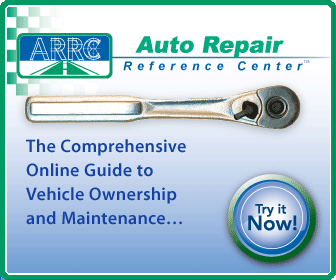 ARRC
Auto Repair
Reference Center™
The Comprehensive
Online Guide to
Vehicle Ownership
and Maintenance...
Try it
Now!